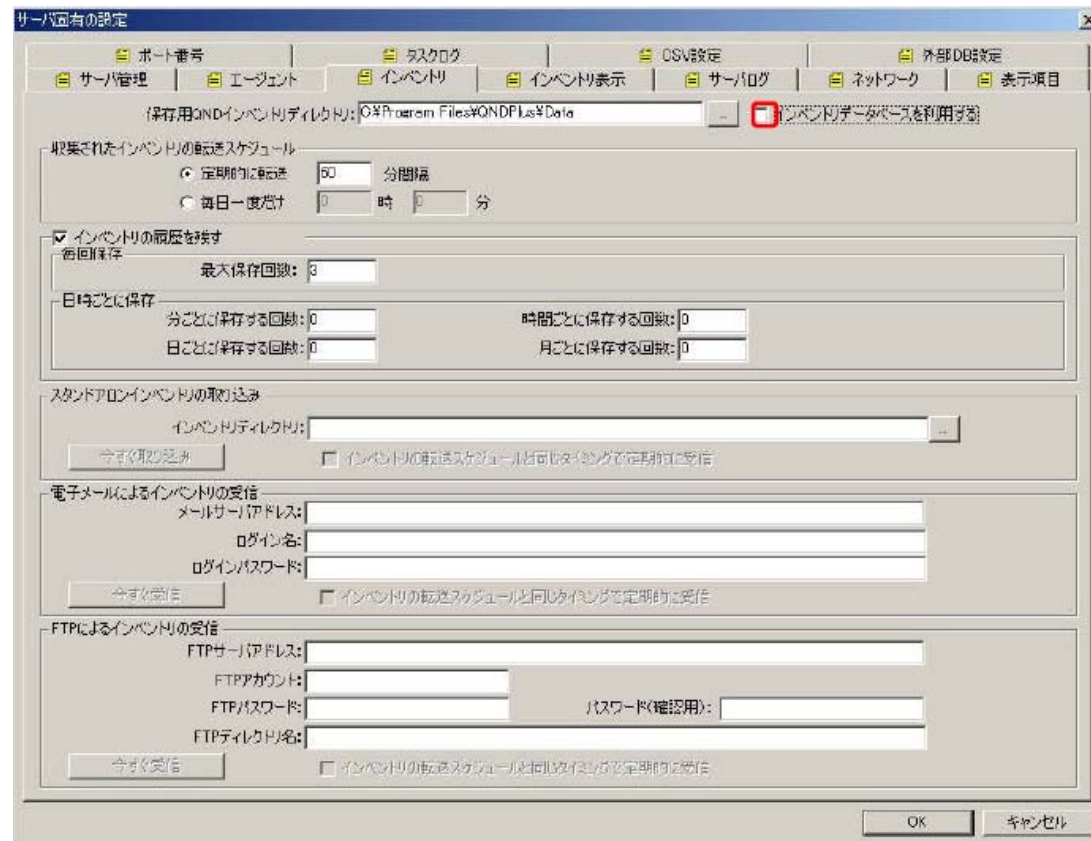 サーバ固有の設定
ポート番号 タスクログ CSV設定 外部DB設定
サーバ管理 エージェント インベントリ インベントリ表示 サーバログ ネットワーク 表示項目
保存用QNDインベントリディレクトリ: C¥Program Files¥QNDPlus¥Data ... インベントリデータベースを利用する
収集されたインベントリの転送スケジュール
定期的に転送 60 分間隔
毎日一度だけ 0 時 0 分
インベントリの履歴を残す
毎回保存
最大保存回数: 3
日時ごとに保存
分ごとに保存する回数: 0 時間ごとに保存する回数: 0
日ごとに保存する回数: 0 月ごとに保存する回数: 0
スタンドアロンインベントリの取り込み
インベントリディレクトリ: ...
今すぐ取り込み インベントリの転送スケジュールと同じタイミングで定期的に受信
電子メールによるインベントリの受信
メールサーバアドレス:
ログイン名:
ログインパスワード:
今すぐ受信 インベントリの転送スケジュールと同じタイミングで定期的に受信
FTPによるインベントリの受信
FTPサーバアドレス:
FTPアカウント:
FTPパスワード: パスワード(確認用):
FTPディレクトリ名:
今すぐ受信 インベントリの転送スケジュールと同じタイミングで定期的に受信
OK キャンセル